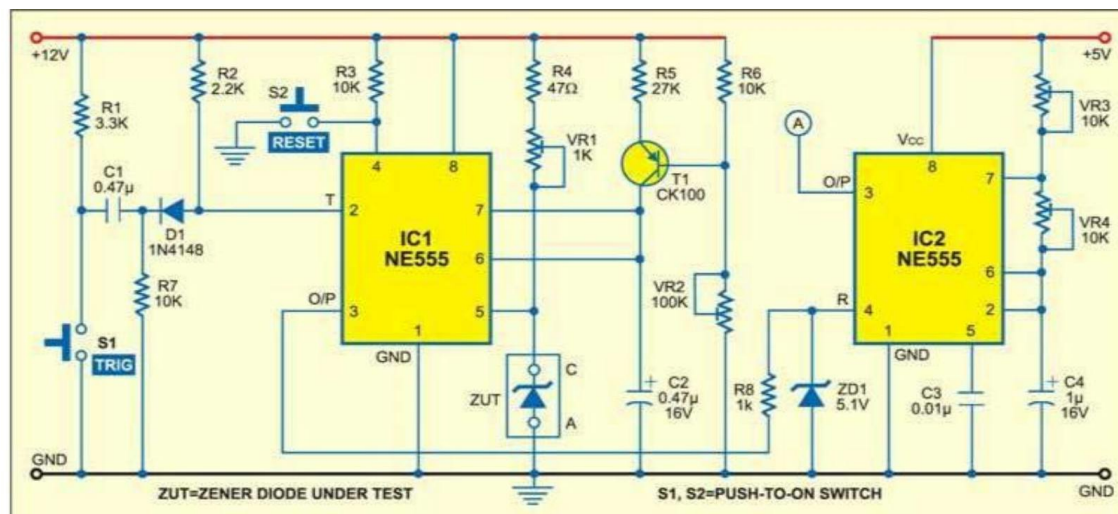 +12V
+5V
R1
3.3K
R2
2.2K
S2
RESET
R3
10K
R4
47Ω
VR1
1K
R5
27K
R6
10K
T1
CK100
A
VCC
VR3
10K
VR4
10K
C1
0.47µ
D1
1N4148
R7
10K
S1
TRIG
T
O/P
4
8
2
7
6
3
5
1
IC1
NE555
GND
ZUT
C
A
C2
0.47µ
16V
VR2
100K
R8
1k
ZD1
5.1V
O/P
R
8
3
7
6
4
2
1
5
IC2
NE555
GND
C3
0.01µ
C4
1µ
16V
GND
GND
ZUT=ZENER DIODE UNDER TEST
S1, S2=PUSH-TO-ON SWITCH